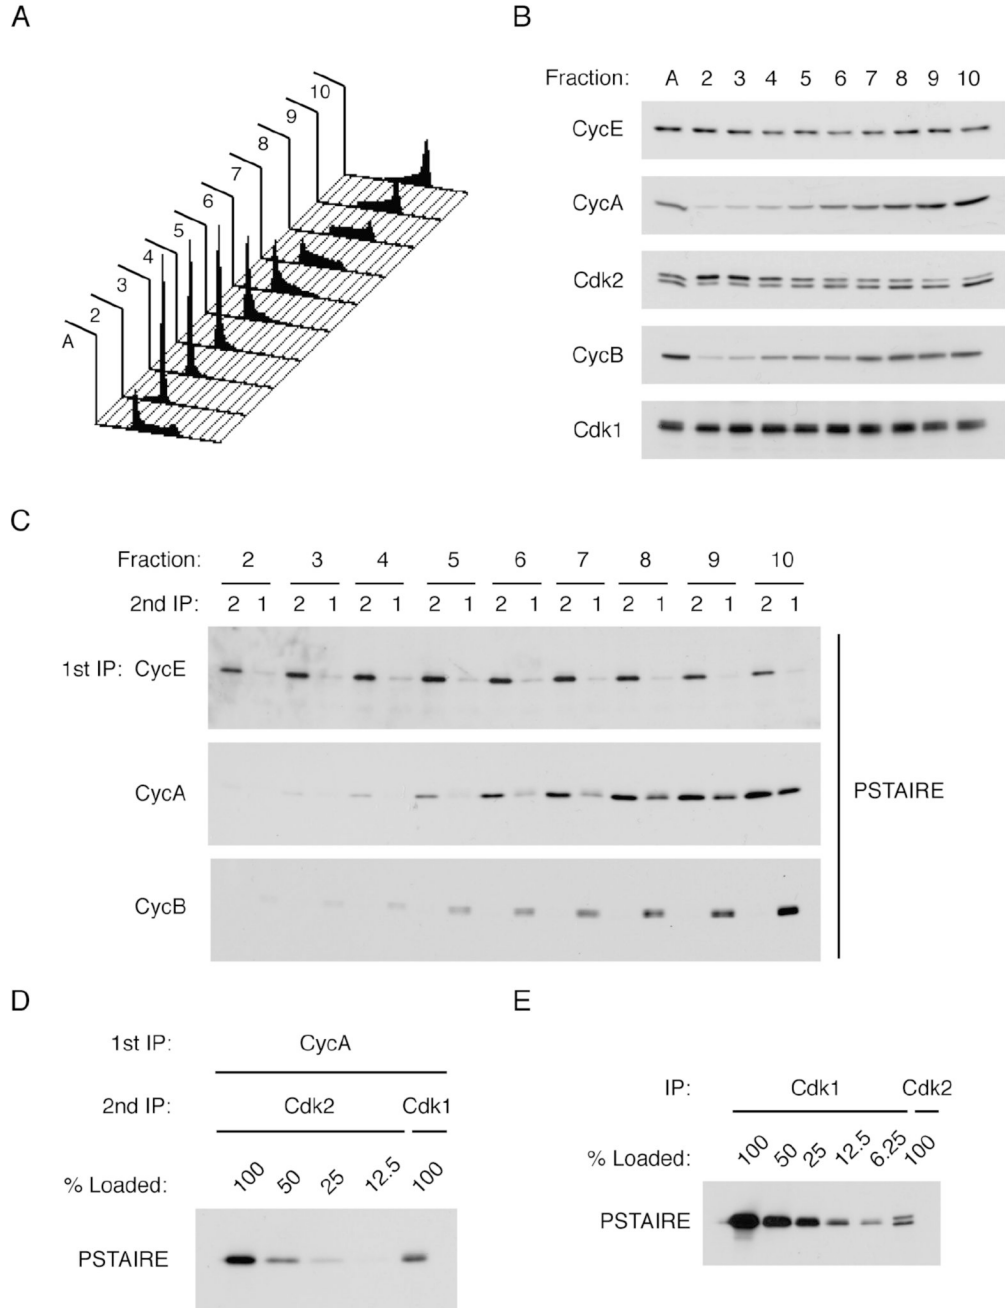 A
10
9
8
7
6
5
4
3
2
A
B
Fraction: A 2 3 4 5 6 7 8 9 10
CycE
CycA
Cdk2
CycB
Cdk1
C
Fraction: 2 3 4 5 6 7 8 9 10
2nd IP: 2 1 2 1 2 1 2 1 2 1 2 1 2 1 2 1 2 1
1st IP: CycE
CycA
PSTAIRE
CycB
D
1st IP: CycA
2nd IP: Cdk2 Cdk1
% Loaded: 100 50 25 12.5 100
PSTAIRE
E
IP: Cdk1 Cdk2
% Loaded: 100 50 25 12.5 6.25 100
PSTAIRE